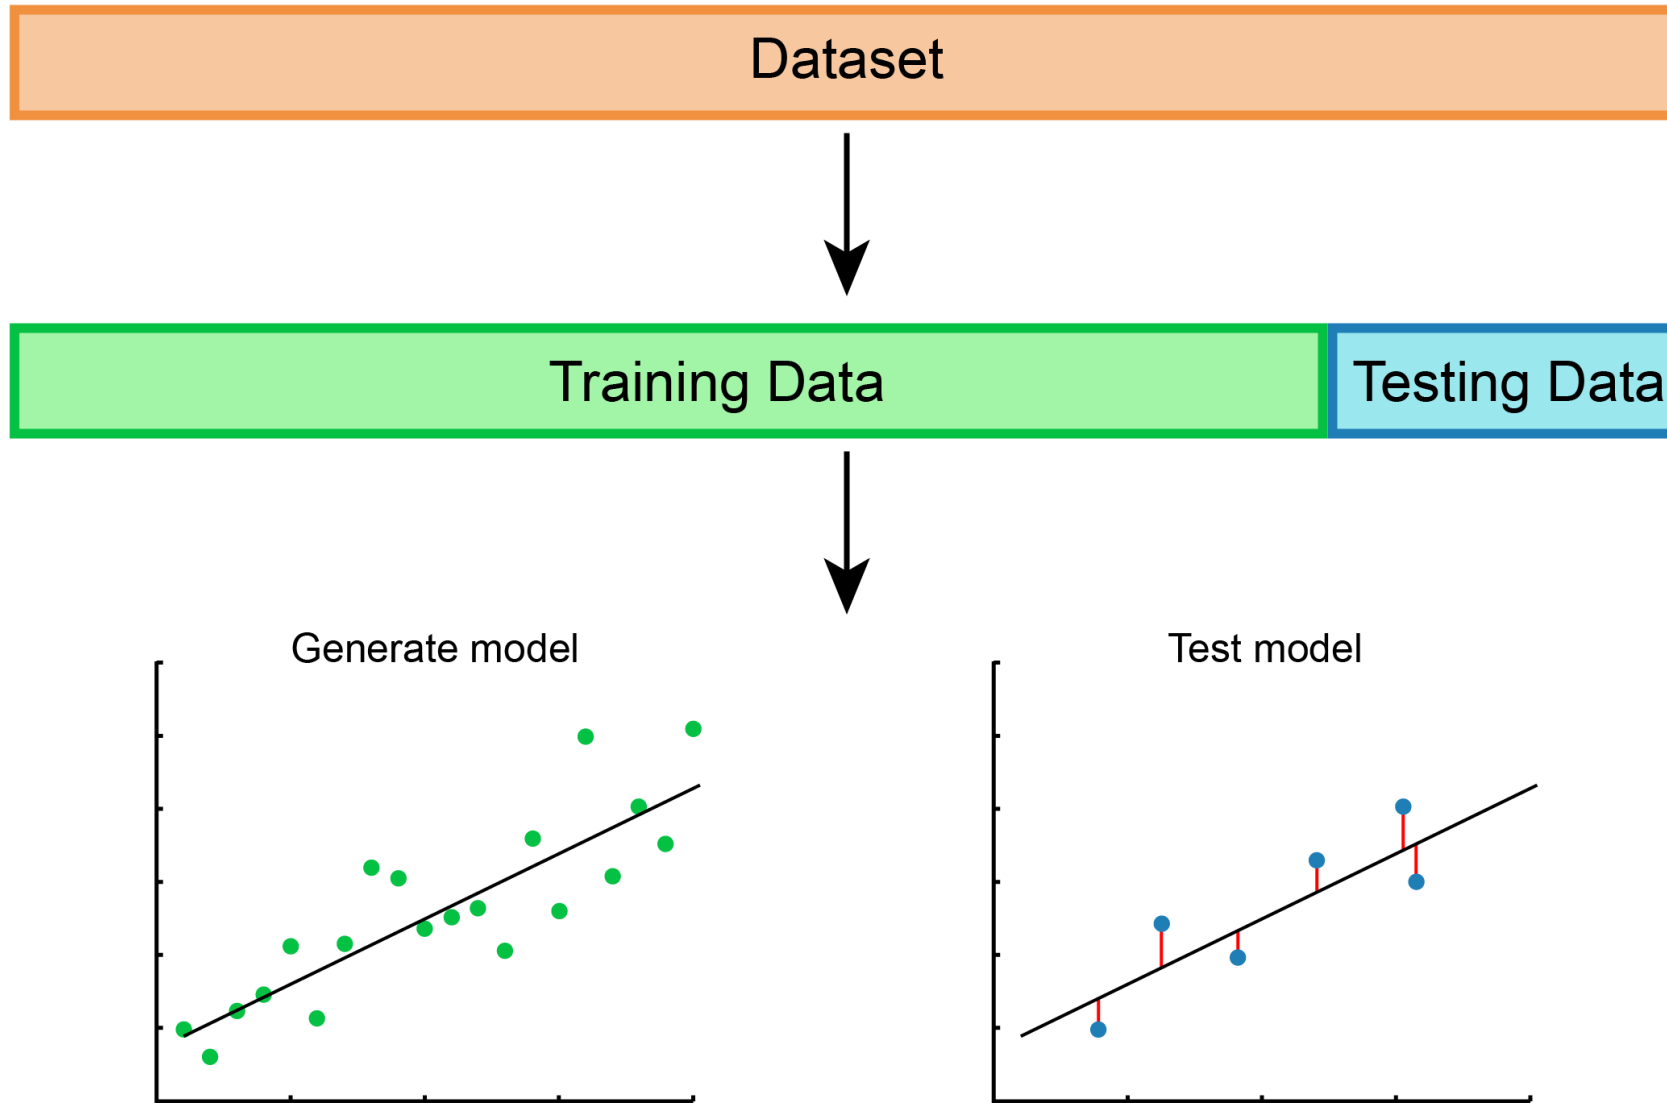 Dataset
Training Data
Testing Data
Generate model
Test model